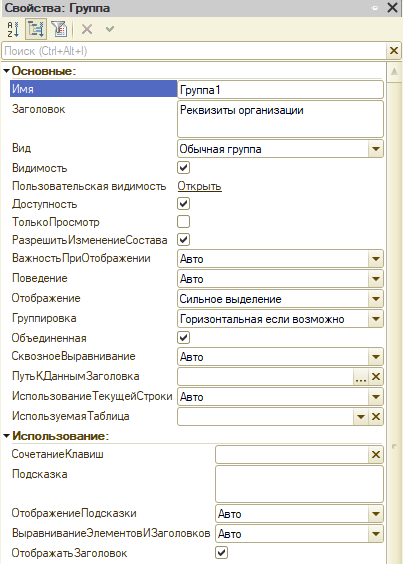 Свойства: Группа
Поиск (Ctrl+Alt+I)
Основные:
Имя Группа1
Заголовок Реквизиты организации
Вид Обычная группа
Видимость
Пользовательская видимость Открыть
Доступность
ТолькоПросмотр
РазрешитьИзменениеСостава
ВажностьПриОтображении Авто
Поведение Авто
Отображение Сильное выделение
Группировка Горизонтальная если возможно
Объединенная
СквозноеВыравнивание Авто
ПутьКДаннымЗаголовка ...
ИспользованиеТекущейСтроки Авто
ИспользуемаяТаблица
Использование:
СочетаниеКлавиш
Подсказка
ОтображениеПодсказки Авто
ВыравниваниеЭлементовИЗаголовков Авто
ОтображатьЗаголовок